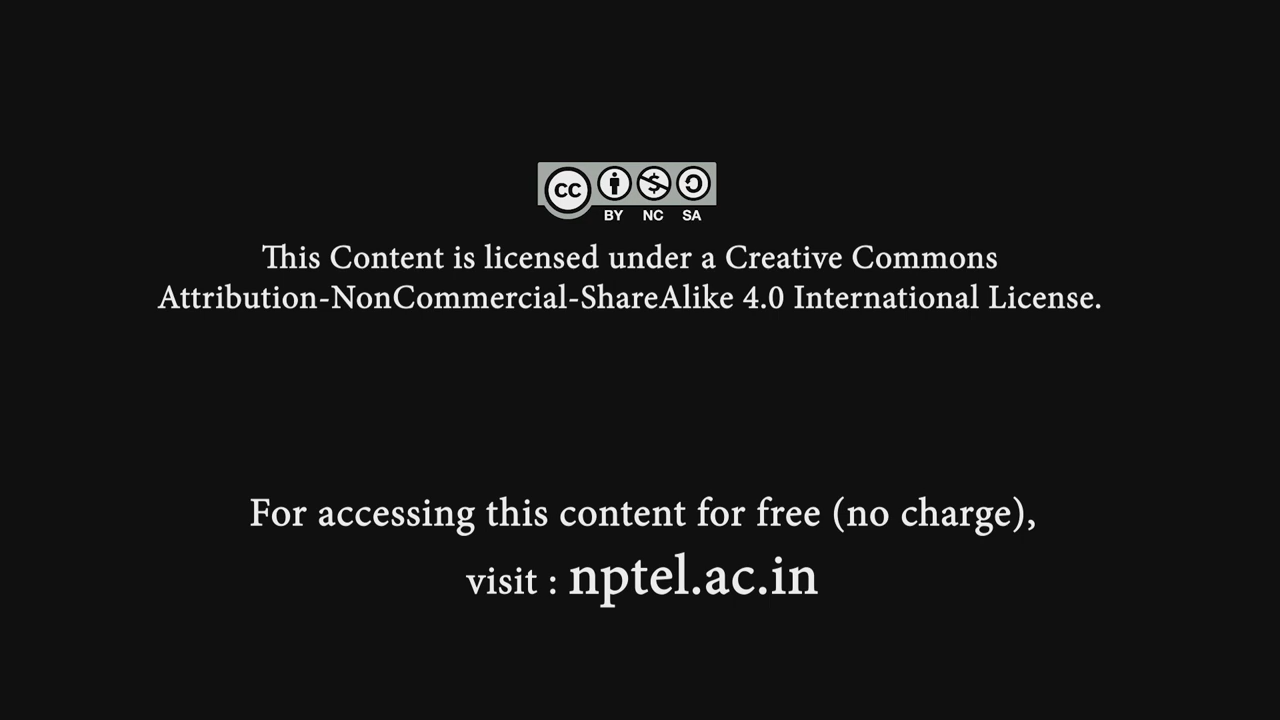 cc BY NC SA
This Content is licensed under a Creative Commons
Attribution-NonCommercial-ShareAlike 4.0 International License.
For accessing this content for free (no charge),
visit : nptel.ac.in